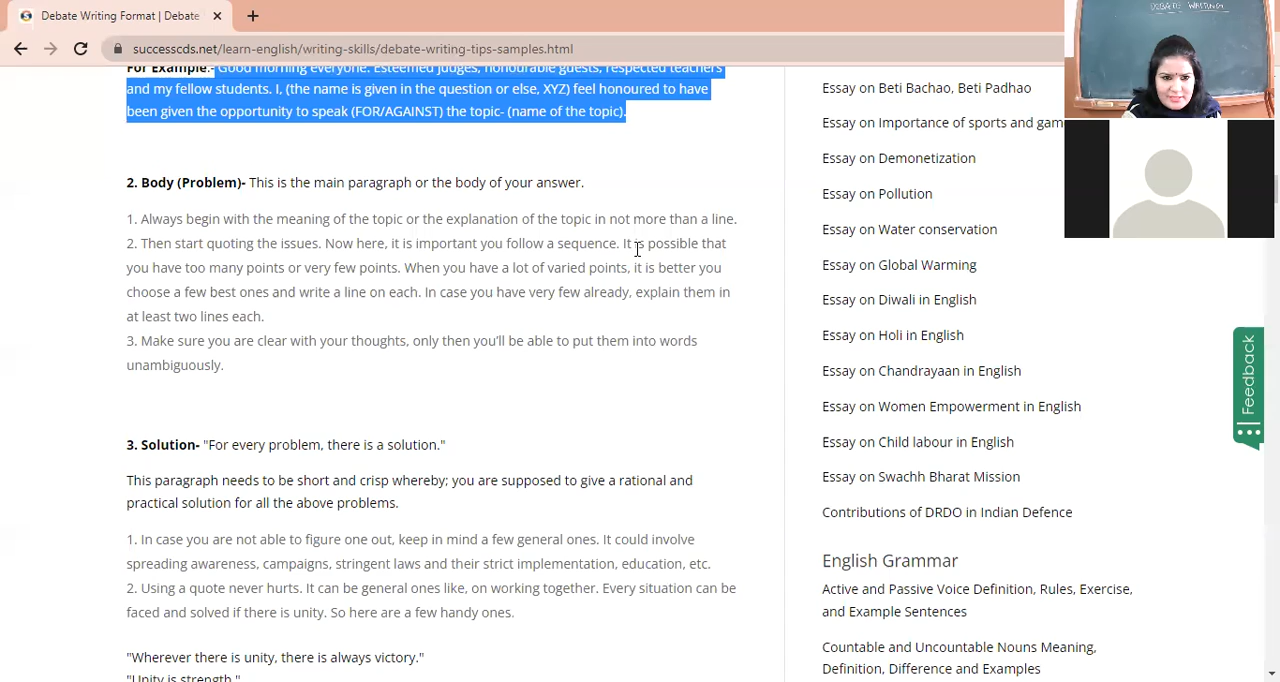 Debate Writing Format | Debate
successcds.net/learn-english/writing-skills/debate-writing-tips-samples.html
DEBATE WRITING
For Example:- Good morning everyone. Esteemed judges, honourable guests, respected teachers
and my fellow students. I, (the name is given in the question or else, XYZ) feel honoured to have
been given the opportunity to speak (FOR/AGAINST) the topic- (name of the topic).
2. Body (Problem)- This is the main paragraph or the body of your answer.
1. Always begin with the meaning of the topic or the explanation of the topic in not more than a line.
2. Then start quoting the issues. Now here, it is important you follow a sequence. It is possible that
you have too many points or very few points. When you have a lot of varied points, it is better you
choose a few best ones and write a line on each. In case you have very few already, explain them in
at least two lines each.
3. Make sure you are clear with your thoughts, only then you'll be able to put them into words
unambiguously.
3. Solution- "For every problem, there is a solution."
This paragraph needs to be short and crisp whereby; you are supposed to give a rational and
practical solution for all the above problems.
1. In case you are not able to figure one out, keep in mind a few general ones. It could involve
spreading awareness, campaigns, stringent laws and their strict implementation, education, etc.
2. Using a quote never hurts. It can be general ones like, on working together. Every situation can be
faced and solved if there is unity. So here are a few handy ones.
"Wherever there is unity, there is always victory."
"Unity is strength."
Essay on Beti Bachao, Beti Padhao
Essay on Importance of sports and gam
Essay on Demonetization
Essay on Pollution
Essay on Water conservation
Essay on Global Warming
Essay on Diwali in English
Essay on Holi in English
Essay on Chandrayaan in English
Essay on Women Empowerment in English
Essay on Child labour in English
Essay on Swachh Bharat Mission
Contributions of DRDO in Indian Defence
English Grammar
Active and Passive Voice Definition, Rules, Exercise,
and Example Sentences
Countable and Uncountable Nouns Meaning,
Definition, Difference and Examples
Feedback